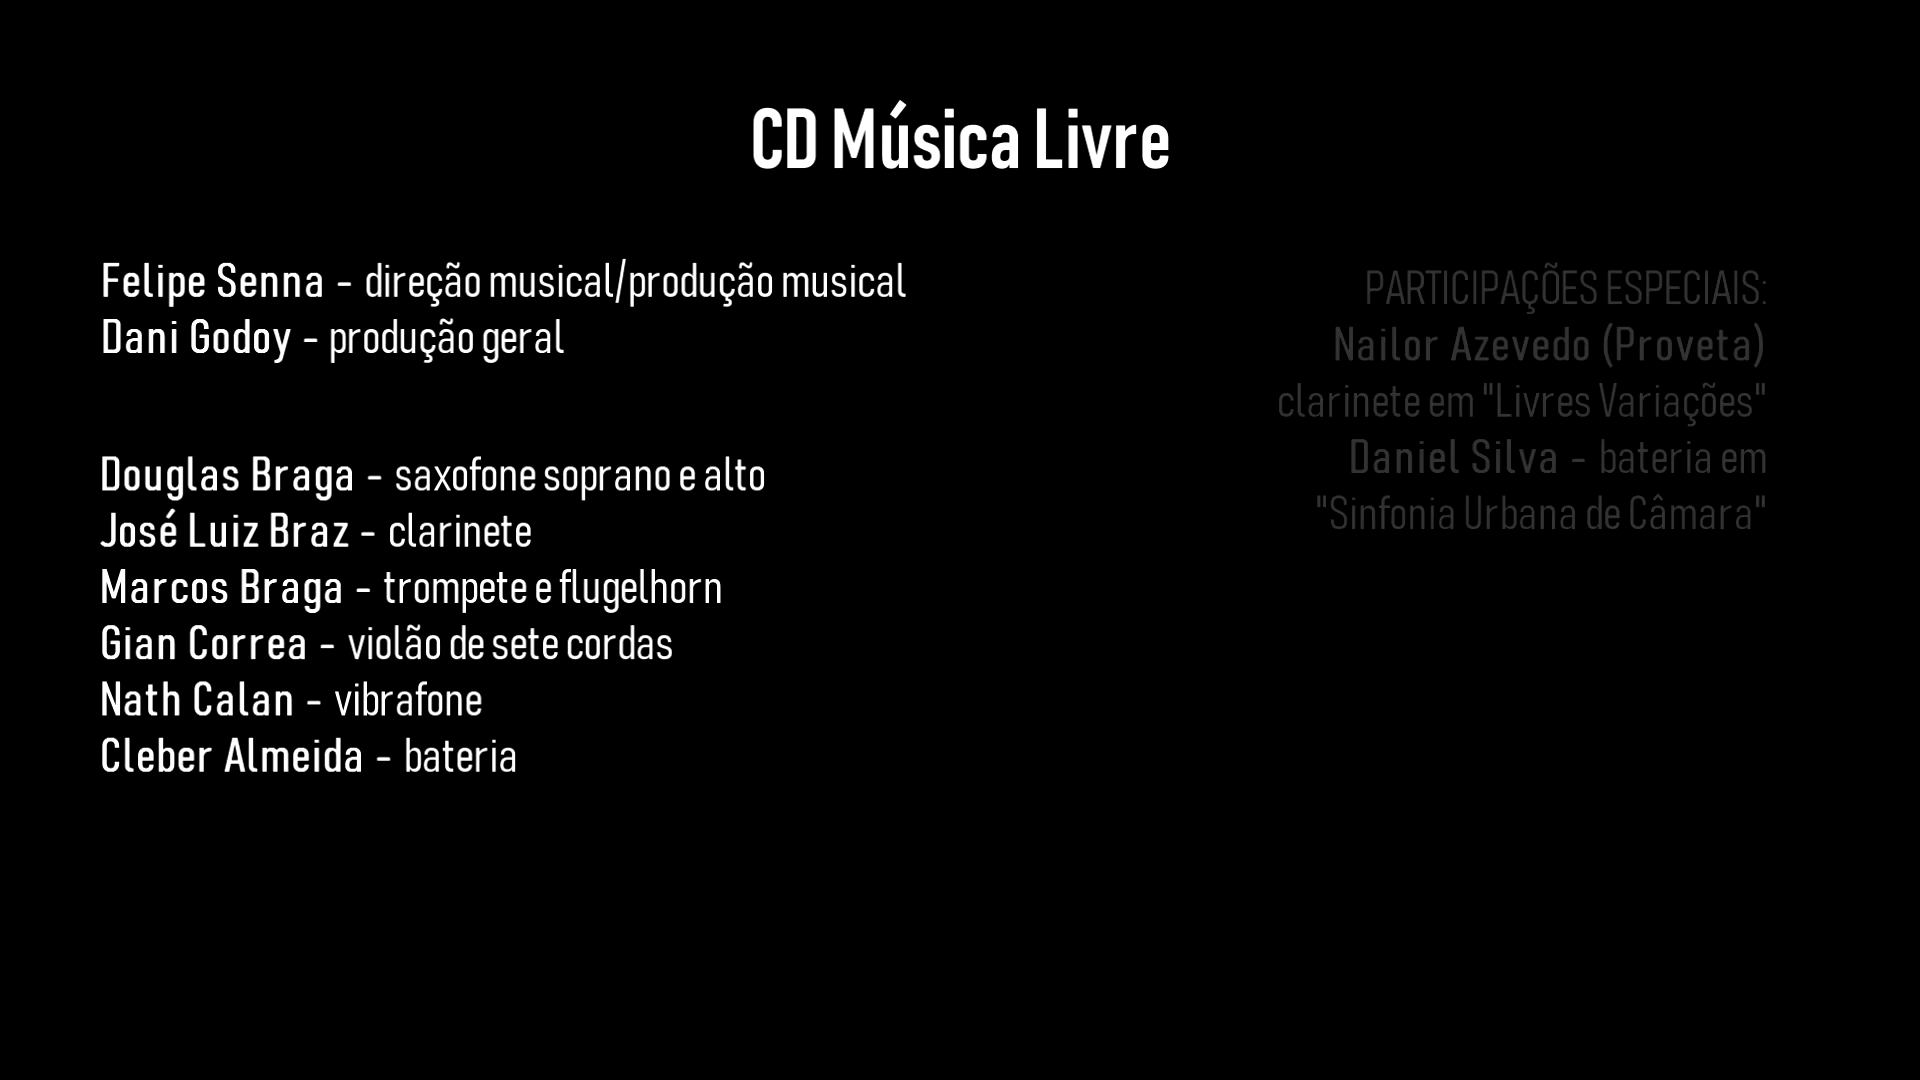 CD Música Livre
Felipe Senna - direção musical/produção musical
Dani Godoy - produção geral
Douglas Braga - saxofone soprano e alto
José Luiz Braz - clarinete
Marcos Braga - trompete e flugelhorn
Gian Correa - violão de sete cordas
Nath Calan - vibrafone
Cleber Almeida - bateria
PARTICIPAÇÕES ESPECIAIS:
Nailor Azevedo (Proveta)
clarinete em "Livres Variações"
Daniel Silva - bateria em
"Sinfonia Urbana de Câmara"